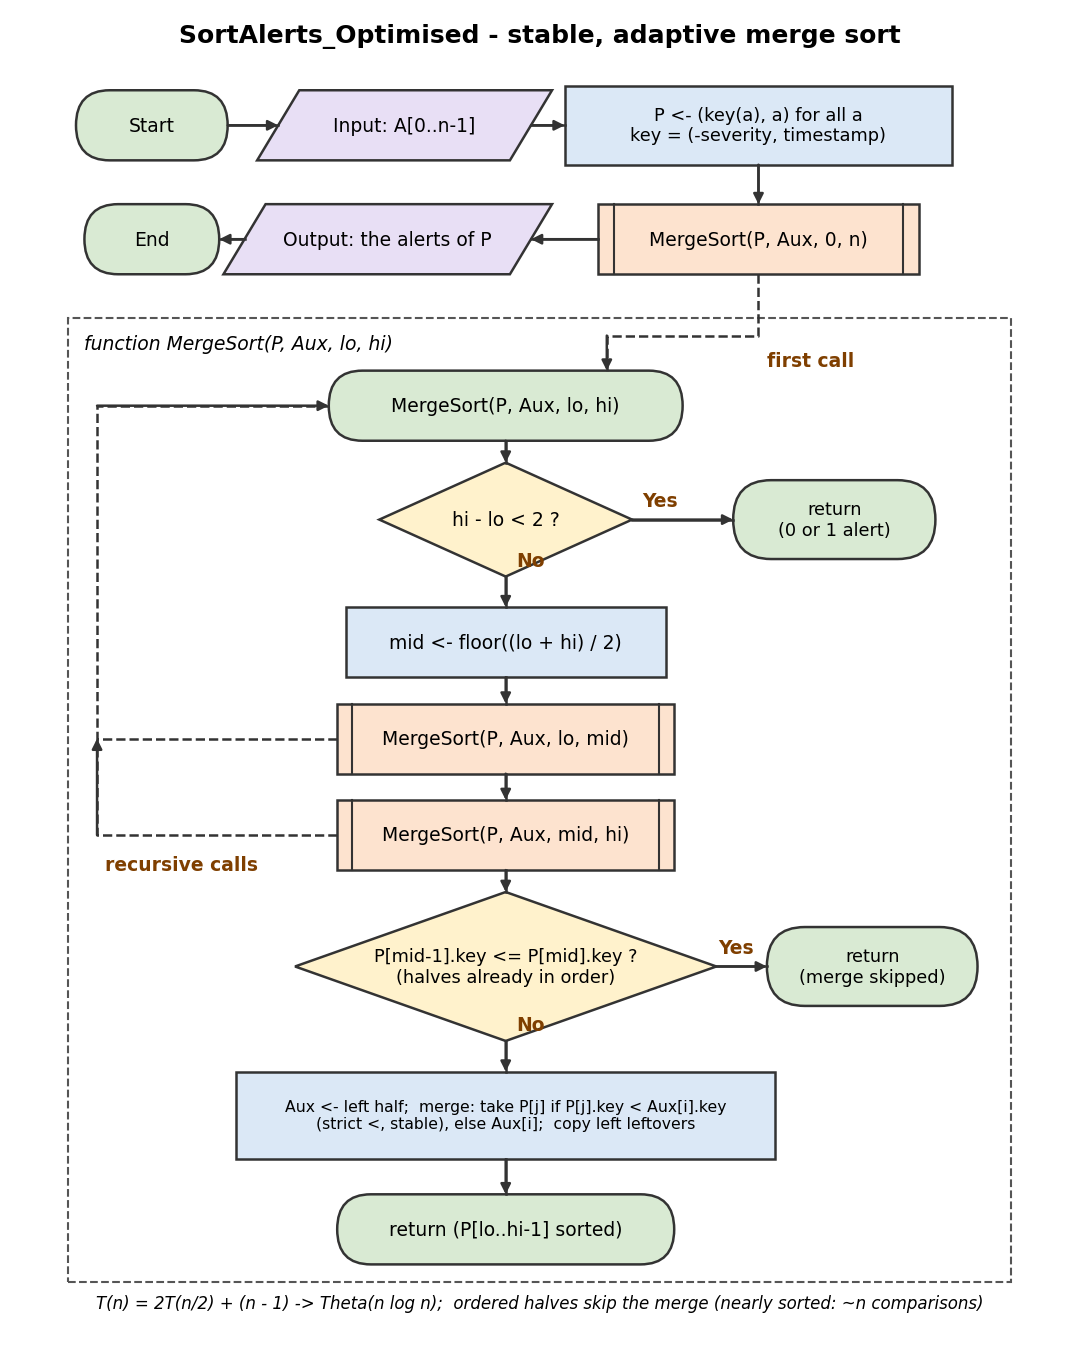 SortAlerts_Optimised - stable, adaptive merge sort
Start
Input: A[0..n-1]
P <- (key(a), a) for all a
key = (-severity, timestamp)
End
Output: the alerts of P
MergeSort(P, Aux, 0, n)
function MergeSort(P, Aux, lo, hi)
first call
MergeSort(P, Aux, lo, hi)
hi - lo < 2 ?
Yes
return
(0 or 1 alert)
No
mid <- floor((lo + hi) / 2)
MergeSort(P, Aux, lo, mid)
MergeSort(P, Aux, mid, hi)
recursive calls
P[mid-1].key <= P[mid].key ?
(halves already in order)
Yes
return
(merge skipped)
No
Aux <- left half;  merge: take P[j] if P[j].key < Aux[i].key
(strict <, stable), else Aux[i];  copy left leftovers
return (P[lo..hi-1] sorted)
T(n) = 2T(n/2) + (n - 1) -> Theta(n log n);  ordered halves skip the merge (nearly sorted: ~n comparisons)